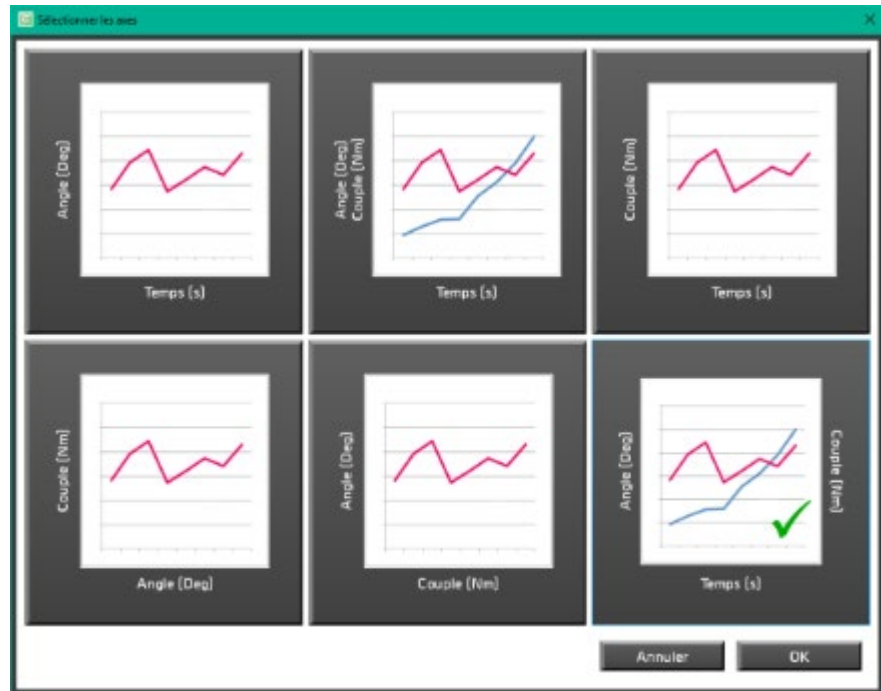 Sélectionner les axes
Angle [Deg]
Temps [s]
Angle [Deg]
Couple [Nm]
Temps [s]
Couple [Nm]
Temps [s]
Couple [Nm]
Angle [Deg]
Angle [Deg]
Couple [Nm]
Angle [Deg]
Couple [Nm]
Temps [s]
Annuler
OK